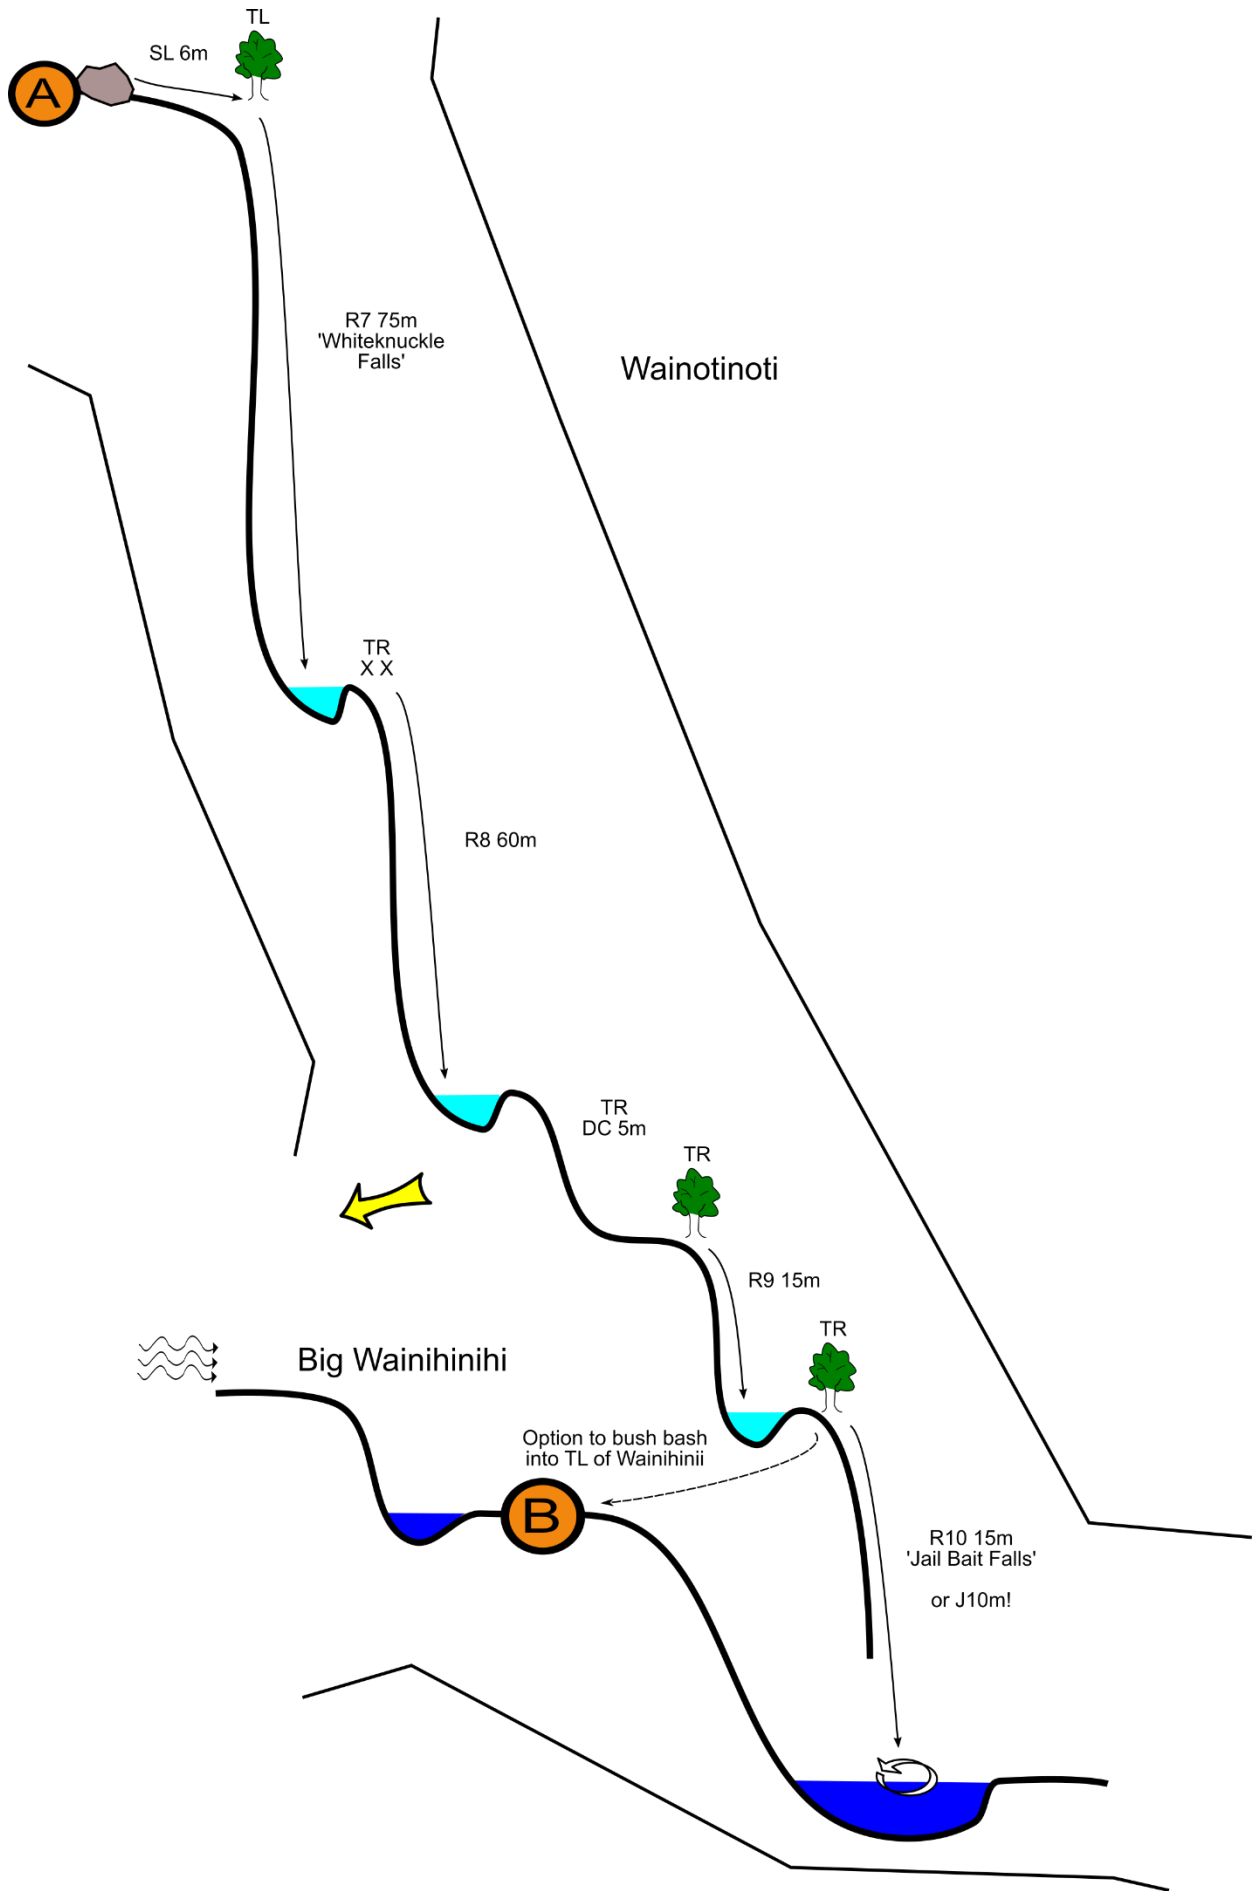 TL
SL 6m
A
R7 75m
'Whiteknuckle
Falls'
Wainotinoti
TR
X X
R8 60m
TR
DC 5m
TR
R9 15m
TR
Big Wainihinihi
Option to bush bash
into TL of Wainihinii
B
R10 15m
'Jail Bait Falls'
or J10m!